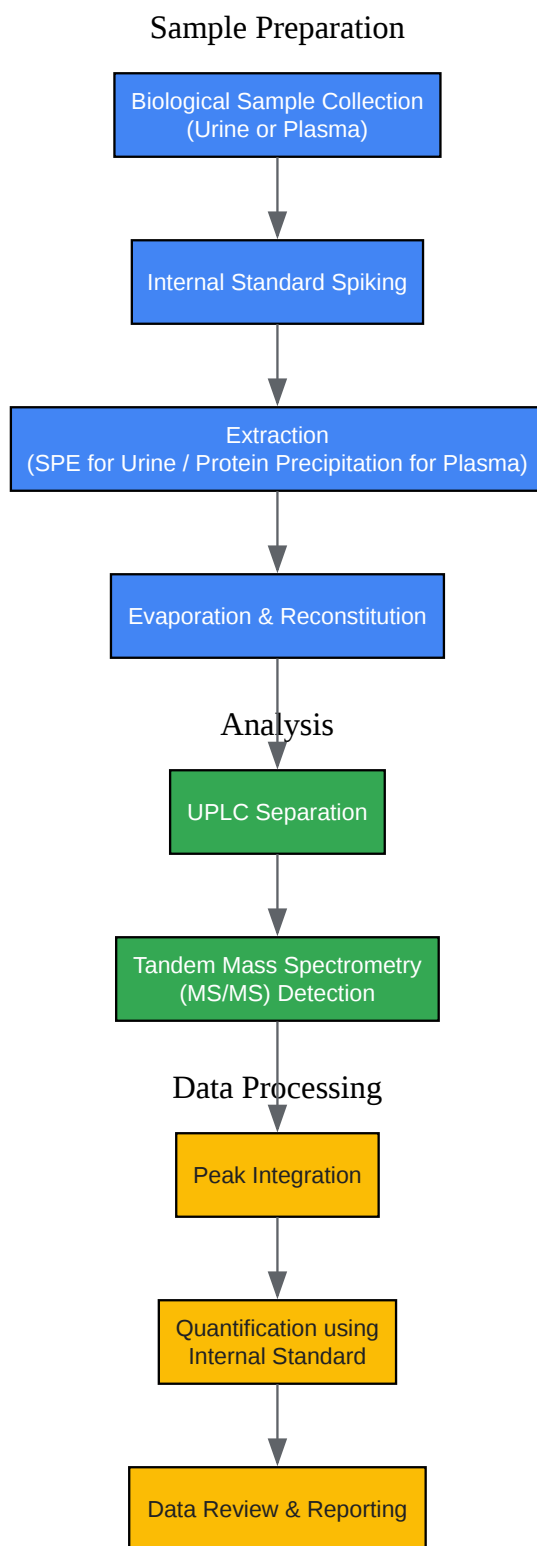 Sample Preparation
Biological Sample Collection
(Urine or Plasma)
Internal Standard Spiking
Extraction
(SPE for Urine / Protein Precipitation for Plasma)
Evaporation & Reconstitution
Analysis
UPLC Separation
Tandem Mass Spectrometry
(MS/MS) Detection
Data Processing
Peak Integration
Quantification using
Internal Standard
Data Review & Reporting